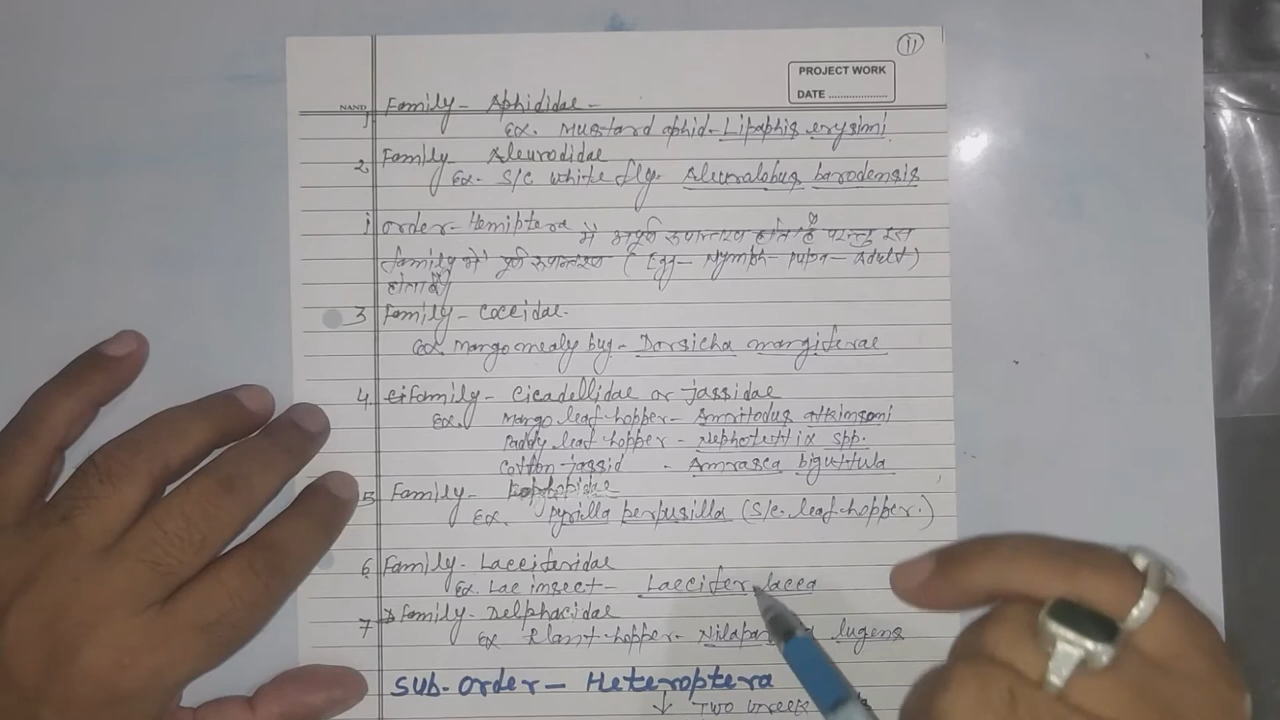 11
PROJECT WORK
DATE ....................
NAND
Family - Aphididae -
1 Ex. Mustard aphid - Lipaphis erysimi
2 Family - Aleurodidae
Ex - S/C white fly - Aleurolobus barodensis
1 order - Hemiptera में अपूर्ण रूपान्तरण होता है परन्तु इस
family में पूर्ण रूपान्तरण (Egg - Nymph - pupa - Adult)
होता है।
3 Family - Coccidae -
Ex. Mango mealy bug - Dorsicha mangiferae
4. Family - Cicadellidae or jassidae
Ex. Mango leaf hopper - Amritodus atkinsoni
Paddy leaf hopper - Nephotettix spp.
Cotton jassid - Amrasca biguttula
5 Family -
Ex. Pyrilla perpusilla (S/c. leaf hopper.)
6 Family - Lacciferidae
Ex. Lac insect - Laccifer lacca
7 Family - Delphacidae
Ex Plant hopper - lugens
Sub-order - Heteroptera
↓ Two